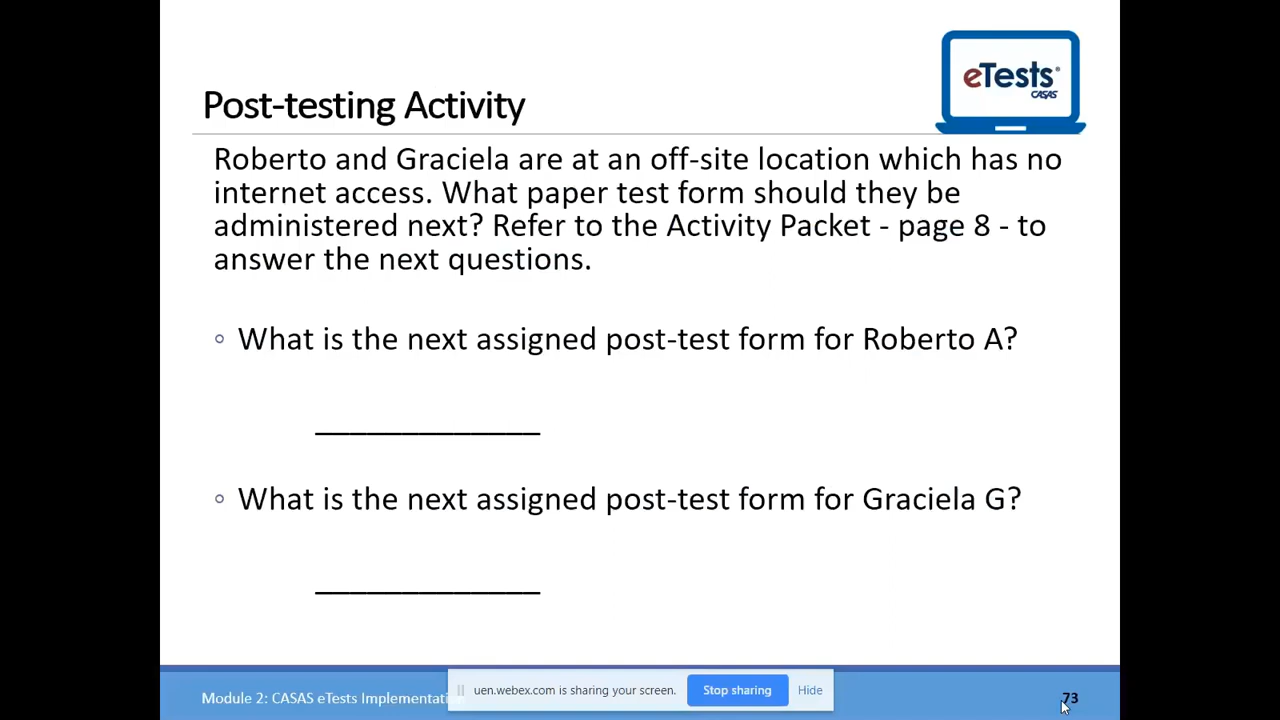 eTests®
CASAS
Post-testing Activity
Roberto and Graciela are at an off-site location which has no
internet access. What paper test form should they be
administered next? Refer to the Activity Packet - page 8 - to
answer the next questions.
◦ What is the next assigned post-test form for Roberto A?
_____________
◦ What is the next assigned post-test form for Graciela G?
_____________
Module 2: CASAS eTests Implementati
uen.webex.com is sharing your screen.
Stop sharing
Hide
73